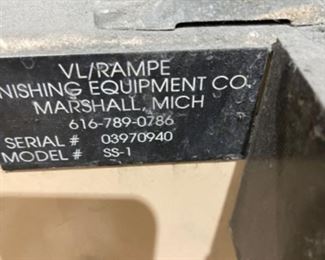 VL/RAMPE
NISHING EQUIPMENT CO.
MARSHALL, MICH
616-789-0786
SERIAL # 03970940
MODEL # SS-1